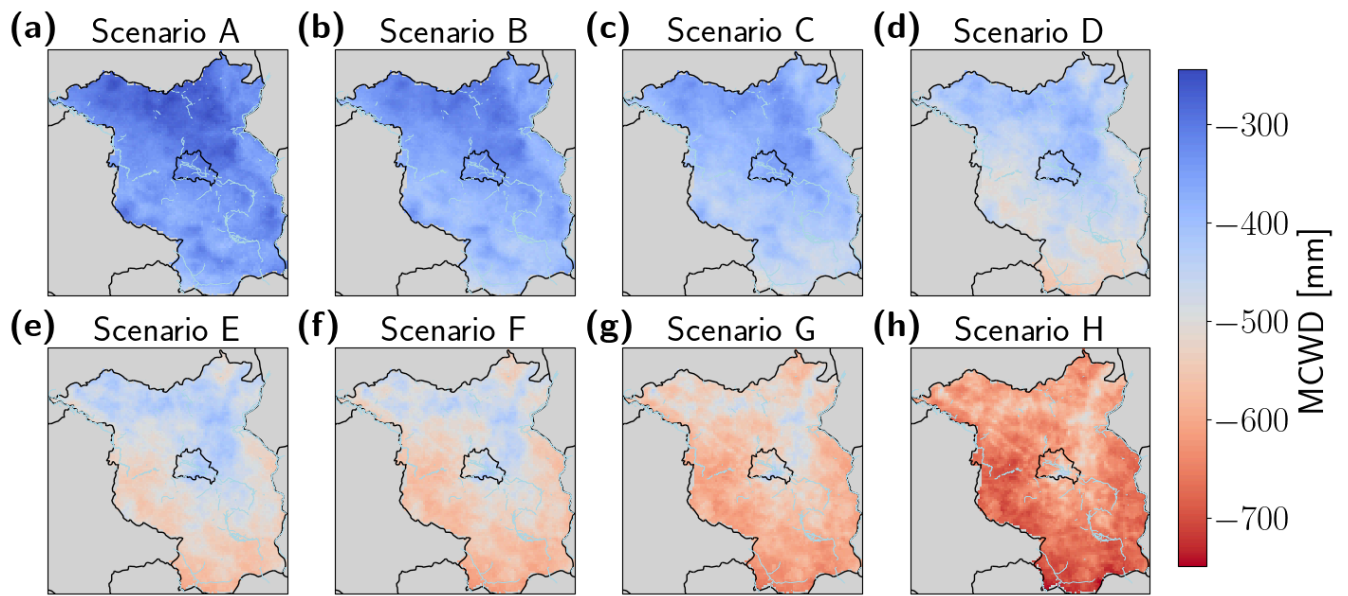 (a) Scenario A
(b) Scenario B
(c) Scenario C
(d) Scenario D
(e) Scenario E
(f) Scenario F
(g) Scenario G
(h) Scenario H
−300
−400
−500
−600
−700
MCWD [mm]